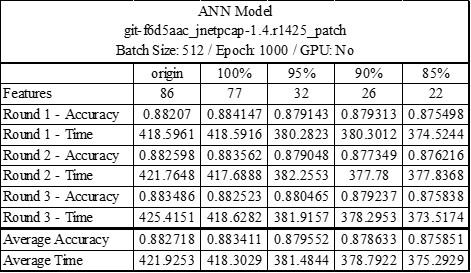 ANN Model
git-f6d5aac_jnetpcap-1.4.r1425_patch
Batch Size: 512 / Epoch: 1000 / GPU: No
origin 100% 95% 90% 85%
Features 86 77 32 26 22
Round 1 - Accuracy 0.88207 0.884147 0.879143 0.879313 0.875498
Round 1 - Time 418.5961 418.5916 380.2823 380.3012 374.5244
Round 2 - Accuracy 0.882598 0.883562 0.879048 0.877349 0.876216
Round 2 - Time 421.7648 417.6888 382.2553 377.78 377.8368
Round 3 - Accuracy 0.883486 0.882523 0.880465 0.879237 0.875838
Round 3 - Time 425.4151 418.6282 381.9157 378.2953 373.5174
Average Accuracy 0.882718 0.883411 0.879552 0.878633 0.875851
Average Time 421.9253 418.3029 381.4844 378.7922 375.2929